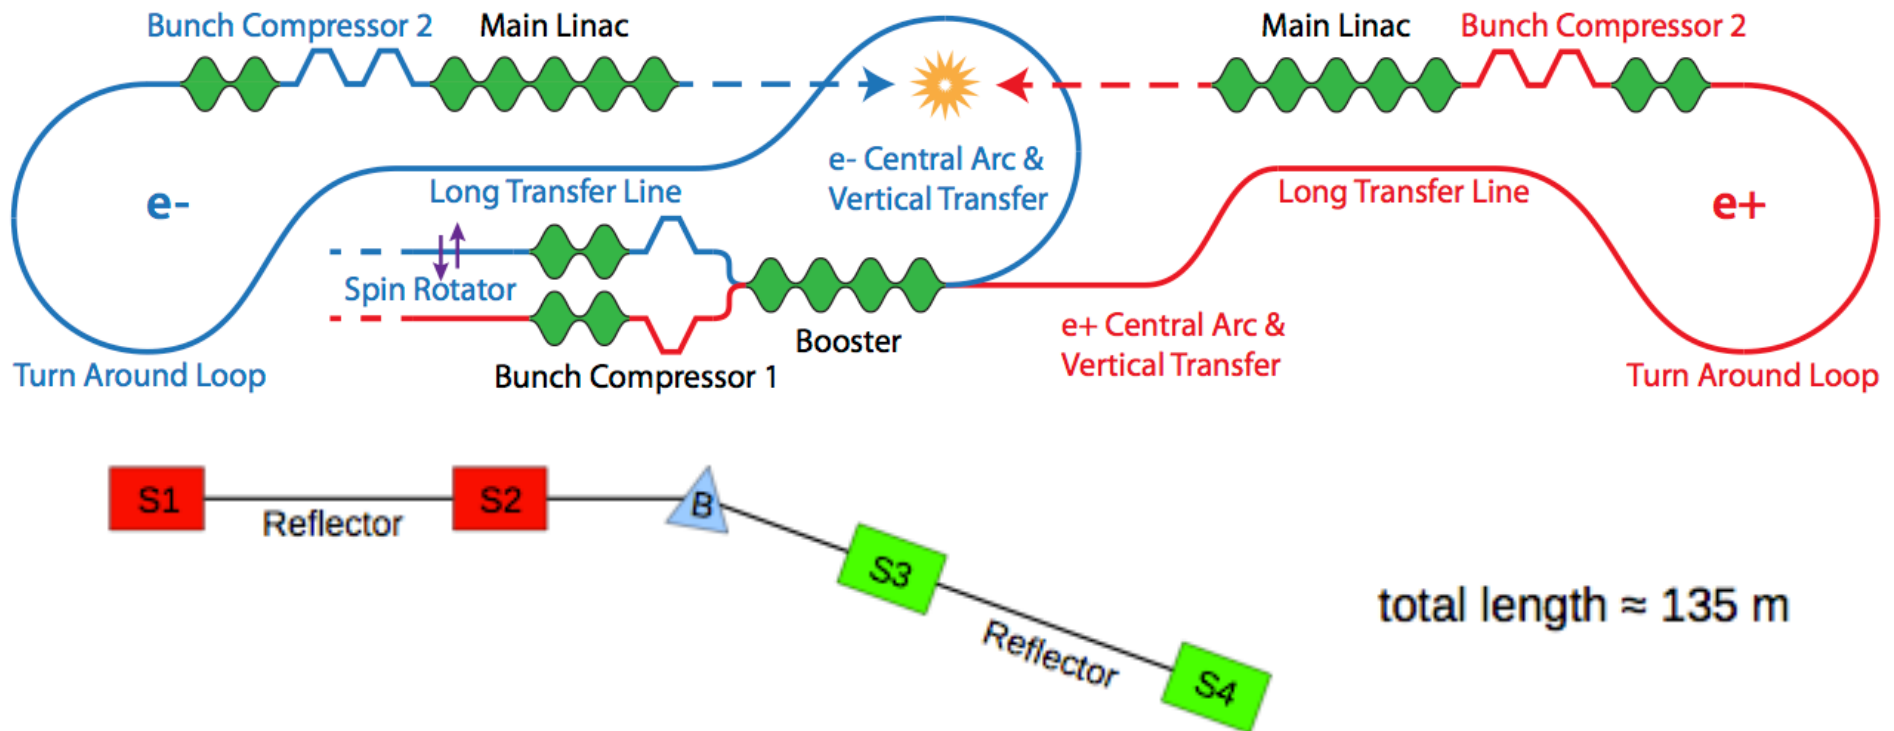 Bunch Compressor 2
Main Linac
Main Linac
Bunch Compressor 2
e-
e- Central Arc &
Vertical Transfer
Long Transfer Line
Long Transfer Line
e+
Spin Rotator
Booster
e+ Central Arc &
Vertical Transfer
Turn Around Loop
Bunch Compressor 1
Turn Around Loop
S1
Reflector
S2
B
S3
Reflector
S4
total length ≈ 135 m